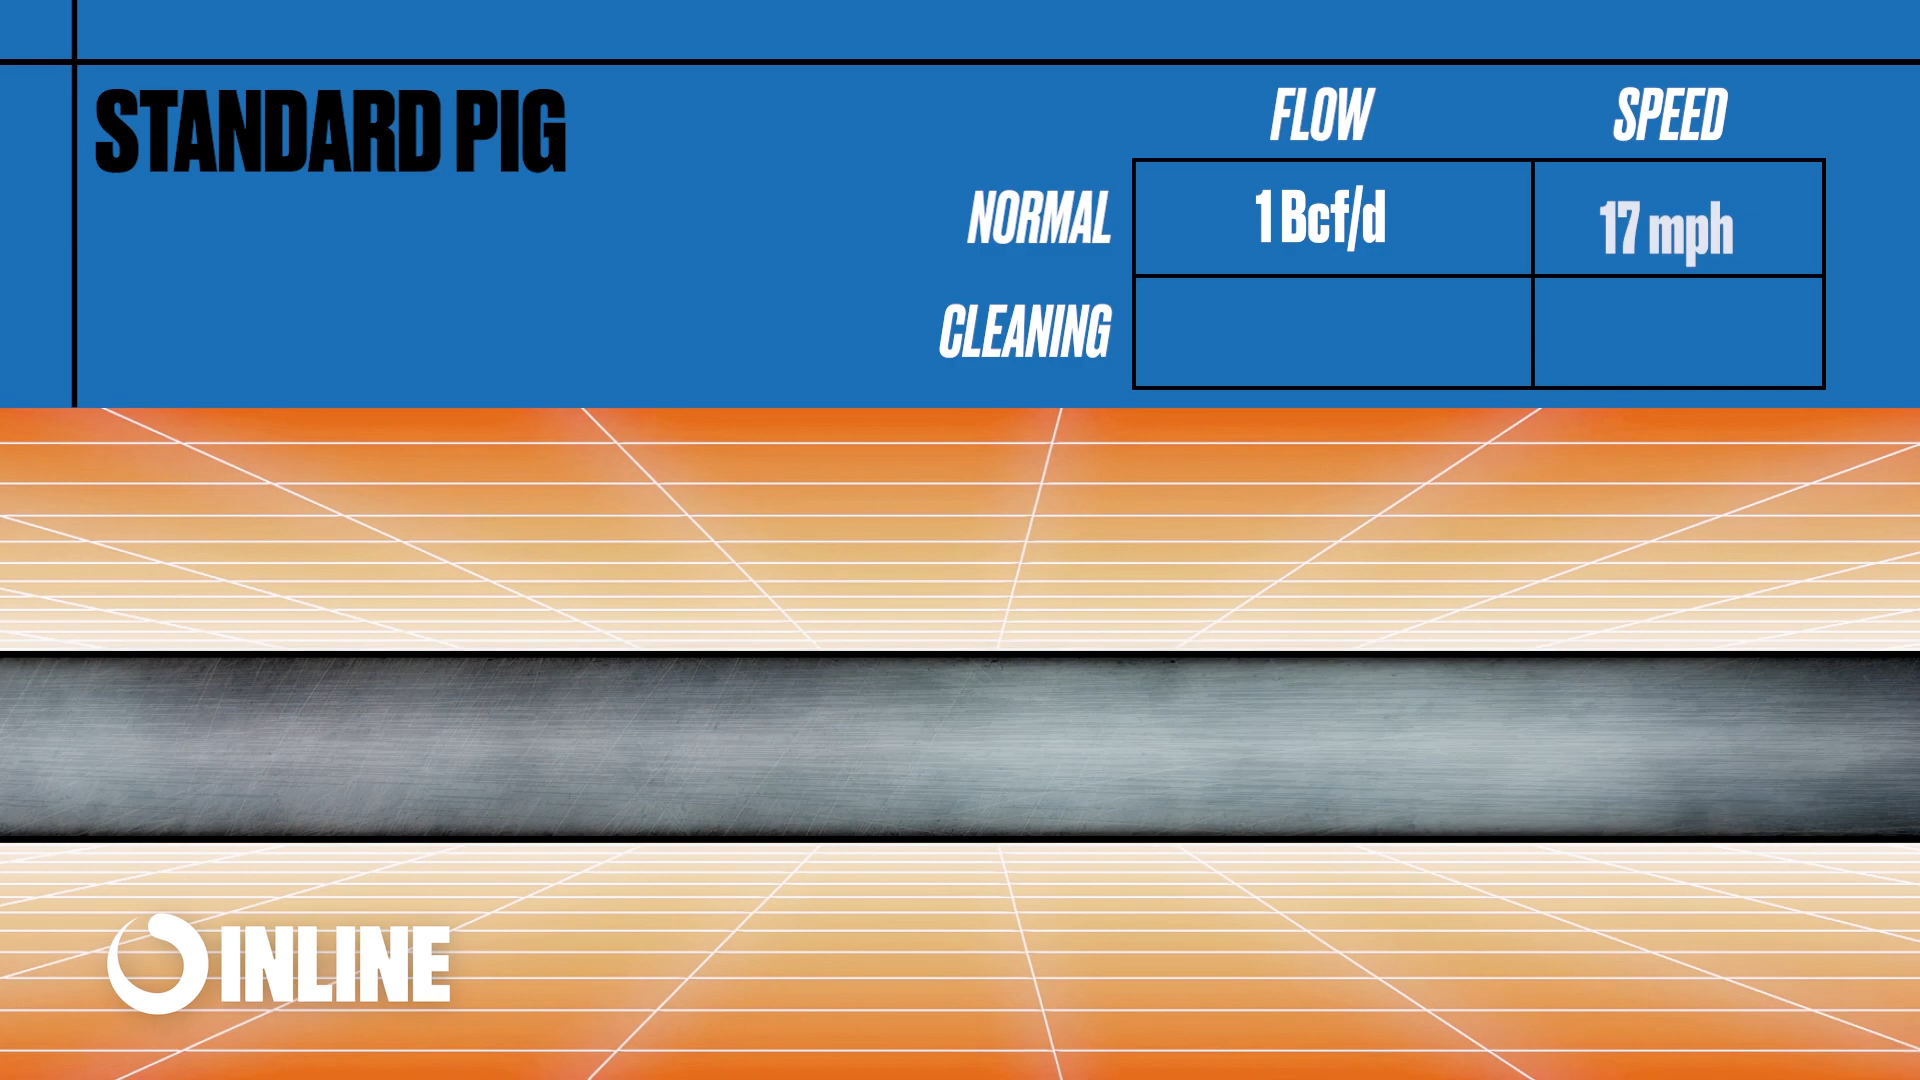 STANDARD PIG
FLOW SPEED
NORMAL 1 Bcf/d 17 mph
CLEANING
INLINE